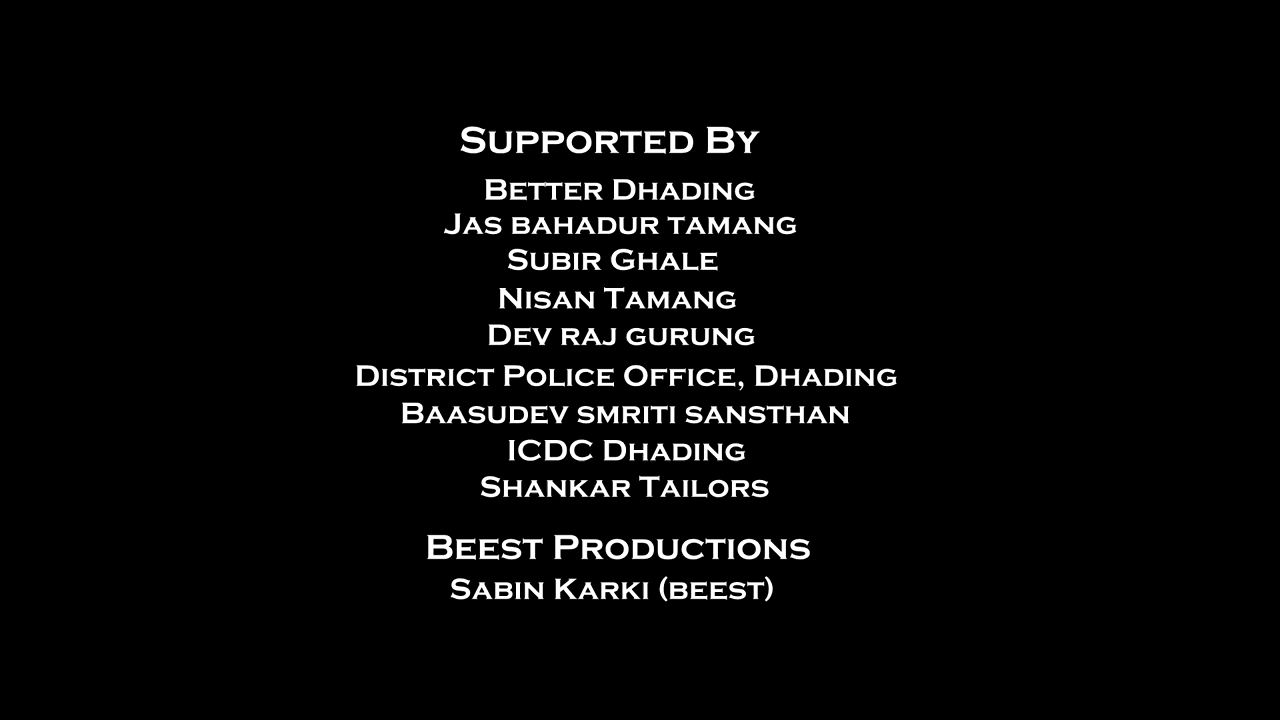 Supported By
Better Dhading
Jas bahadur tamang
Subir Ghale
Nisan Tamang
Dev raj gurung
District Police Office, Dhading
Baasudev smriti sansthan
ICDC Dhading
Shankar Tailors
Beest Productions
Sabin Karki (beest)